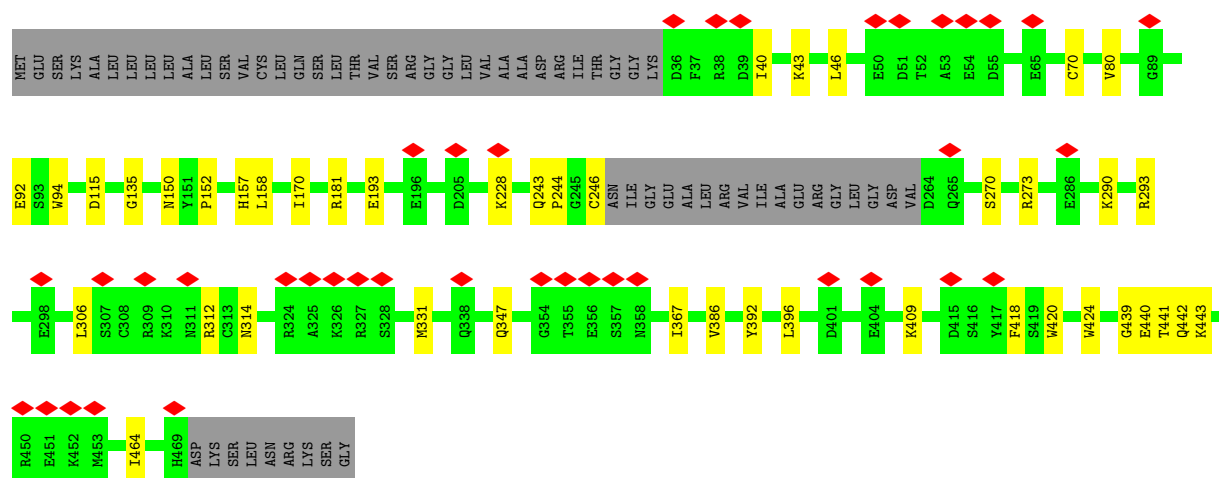 MET GLU SER LYS ALA LEU LEU LEU LEU ALA LEU SER VAL CYS LEU GLN SER LEU THR VAL SER ARG GLY GLY LEU VAL ALA ALA ASP ARG ILE THR GLY GLY LYS D36 F37 R38 D39 I40 K43 L46 E50 D51 T52 A53 E54 D55 E65 C70 V80 G89
E92 S93 W94 D115 G135 N150 Y151 P152 H157 L158 I170 R181 E193 E196 D205 K228 Q243 P244 G245 C246 ASN ILE GLY GLU ALA LEU ARG VAL ILE ALA GLU ARG GLY LEU GLY ASP VAL D264 Q265 S270 R273 E286 K290 R293
E298 L306 S307 C308 R309 K310 N311 R312 C313 N314 R324 A325 K326 R327 S328 M331 Q338 Q347 G354 T355 E356 S357 N358 I367 V386 Y392 L396 D401 E404 K409 D415 S416 Y417 F418 S419 W420 W424 G439 E440 T441 Q442 K443
R450 E451 K452 M453 I464 H469 ASP LYS SER LEU ASN ARG LYS SER GLY